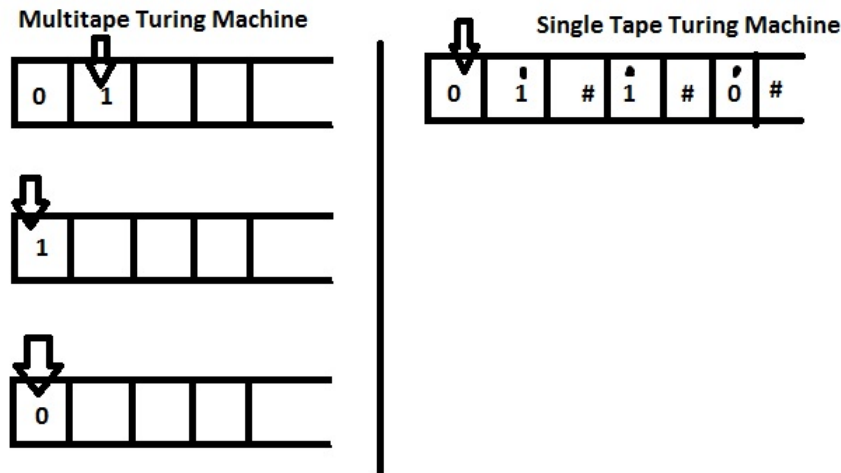 Multitape Turing Machine
Single Tape Turing Machine
0 1
0 1 # 1 # 0 #
1
0